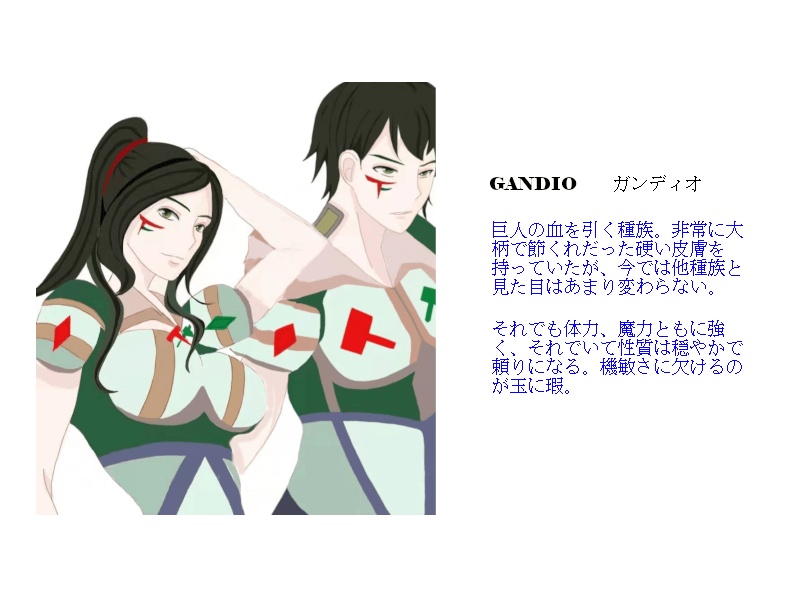 GANDIO ガンディオ
巨人の血を引く種族。非常に大
柄で節くれだった硬い皮膚を
持っていたが、今では他種族と
見た目はあまり変わらない。
それでも体力、魔力ともに強
く、それでいて性質は穏やかで
頼りになる。機敏さに欠けるの
が玉に瑕。